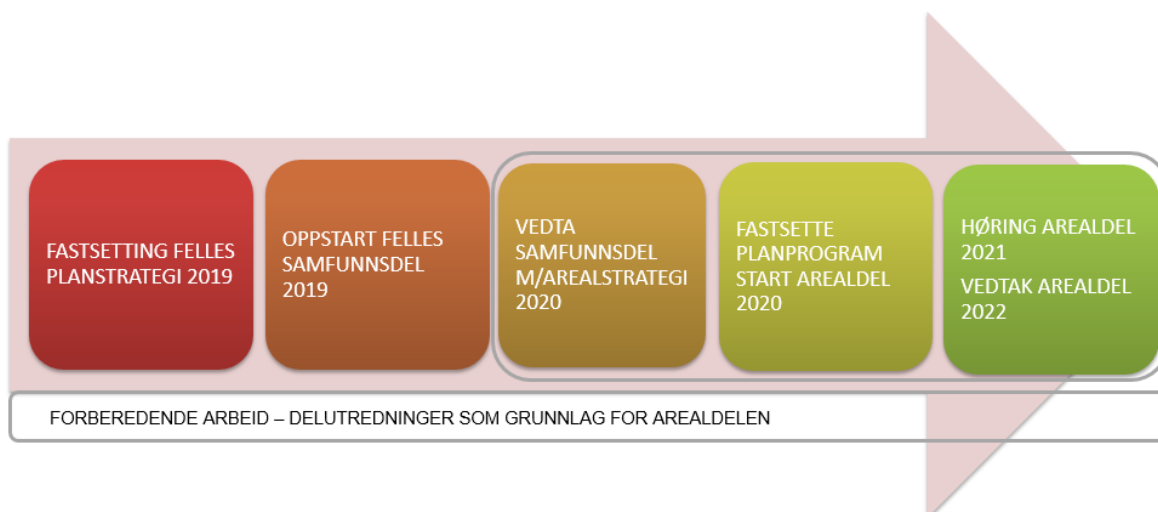 FASTSETTING FELLES
PLANSTRATEGI 2019
OPPSTART FELLES
SAMFUNNSDEL
2019
VEDTA
SAMFUNNSDEL
M/AREALSTRATEGI
2020
FASTSETTE
PLANPROGRAM
START AREALDEL
2020
HØRING AREALDEL
2021
VEDTAK AREALDEL
2022
FORBEREDENDE ARBEID – DELUTREDNINGER SOM GRUNNLAG FOR AREALDELEN